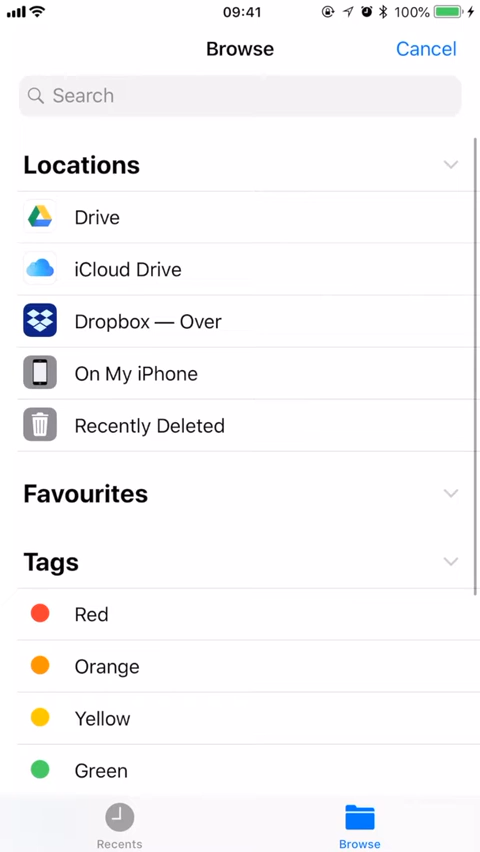 09:41
100%
Browse
Cancel
Search
Locations
Drive
iCloud Drive
Dropbox — Over
On My iPhone
Recently Deleted
Favourites
Tags
Red
Orange
Yellow
Green
Recents
Browse